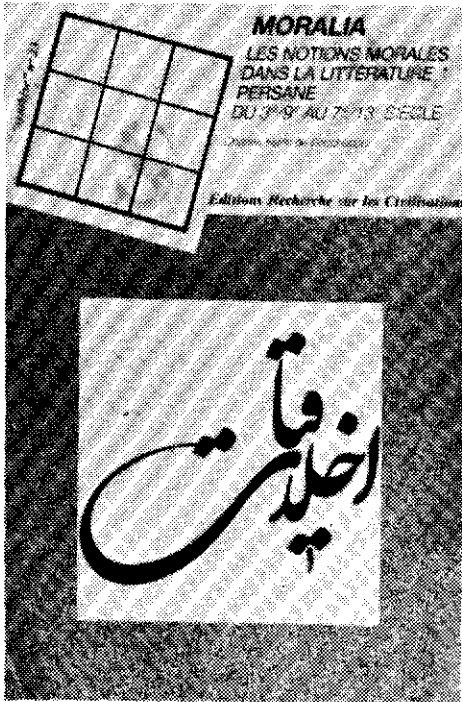 MORALIA
LES NOTIONS MORALES
DANS LA LITTÉRATURE
PERSANE
DU 3e/9e AU 7e/13e SIÈCLE
Editions Recherche sur les Civilisations
اخلاقیات
۱